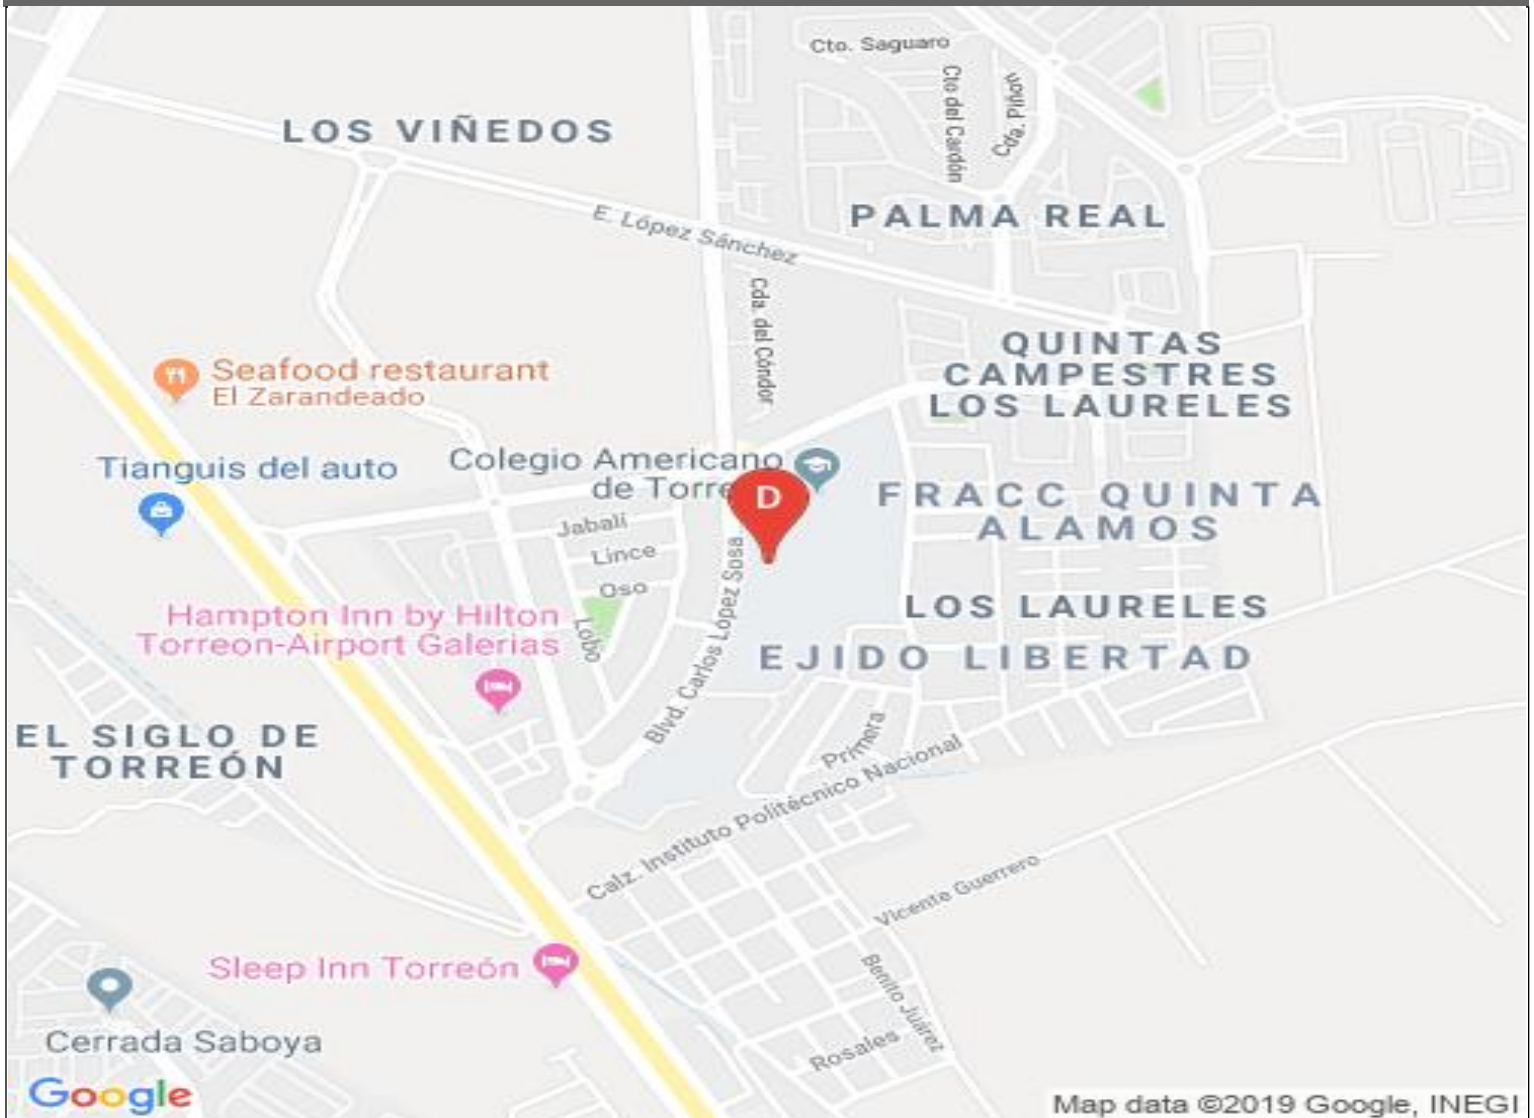 Cto. Saguaro
Cto del Cardón
Cda. Piñon
LOS VIÑEDOS
PALMA REAL
E. López Sánchez
Cda. del Cóndor
QUINTAS
CAMPESTRES
LOS LAURELES
Seafood restaurant
El Zarandeado
Tianguis del auto
Colegio Americano
de Torre
D
FRACC QUINTA
ALAMOS
Jabalí
Lince
Oso
Lobo
Blvd. Carlos López Sosa
Hampton Inn by Hilton
Torreon-Airport Galerias
LOS LAURELES
EJIDO LIBERTAD
EL SIGLO DE
TORREÓN
Primera
Calz. Instituto Politécnico Nacional
Vicente Guerrero
Benito Juárez
Rosales
Sleep Inn Torreón
Cerrada Saboya
Google
Map data ©2019 Google, INEGI